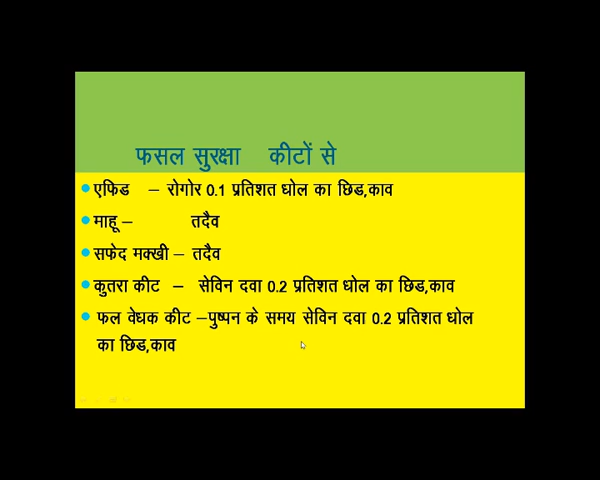 फसल सुरक्षा कीटों से
एफिड – रोगोर 0.1 प्रतिशत घोल का छिड,काव
माहू – तदैव
सफेद मक्खी – तदैव
कुतरा कीट – सेविन दवा 0.2 प्रतिशत घोल का छिड,काव
फल वेधक कीट –पुष्पन के समय सेविन दवा 0.2 प्रतिशत घोल
का छिड,काव